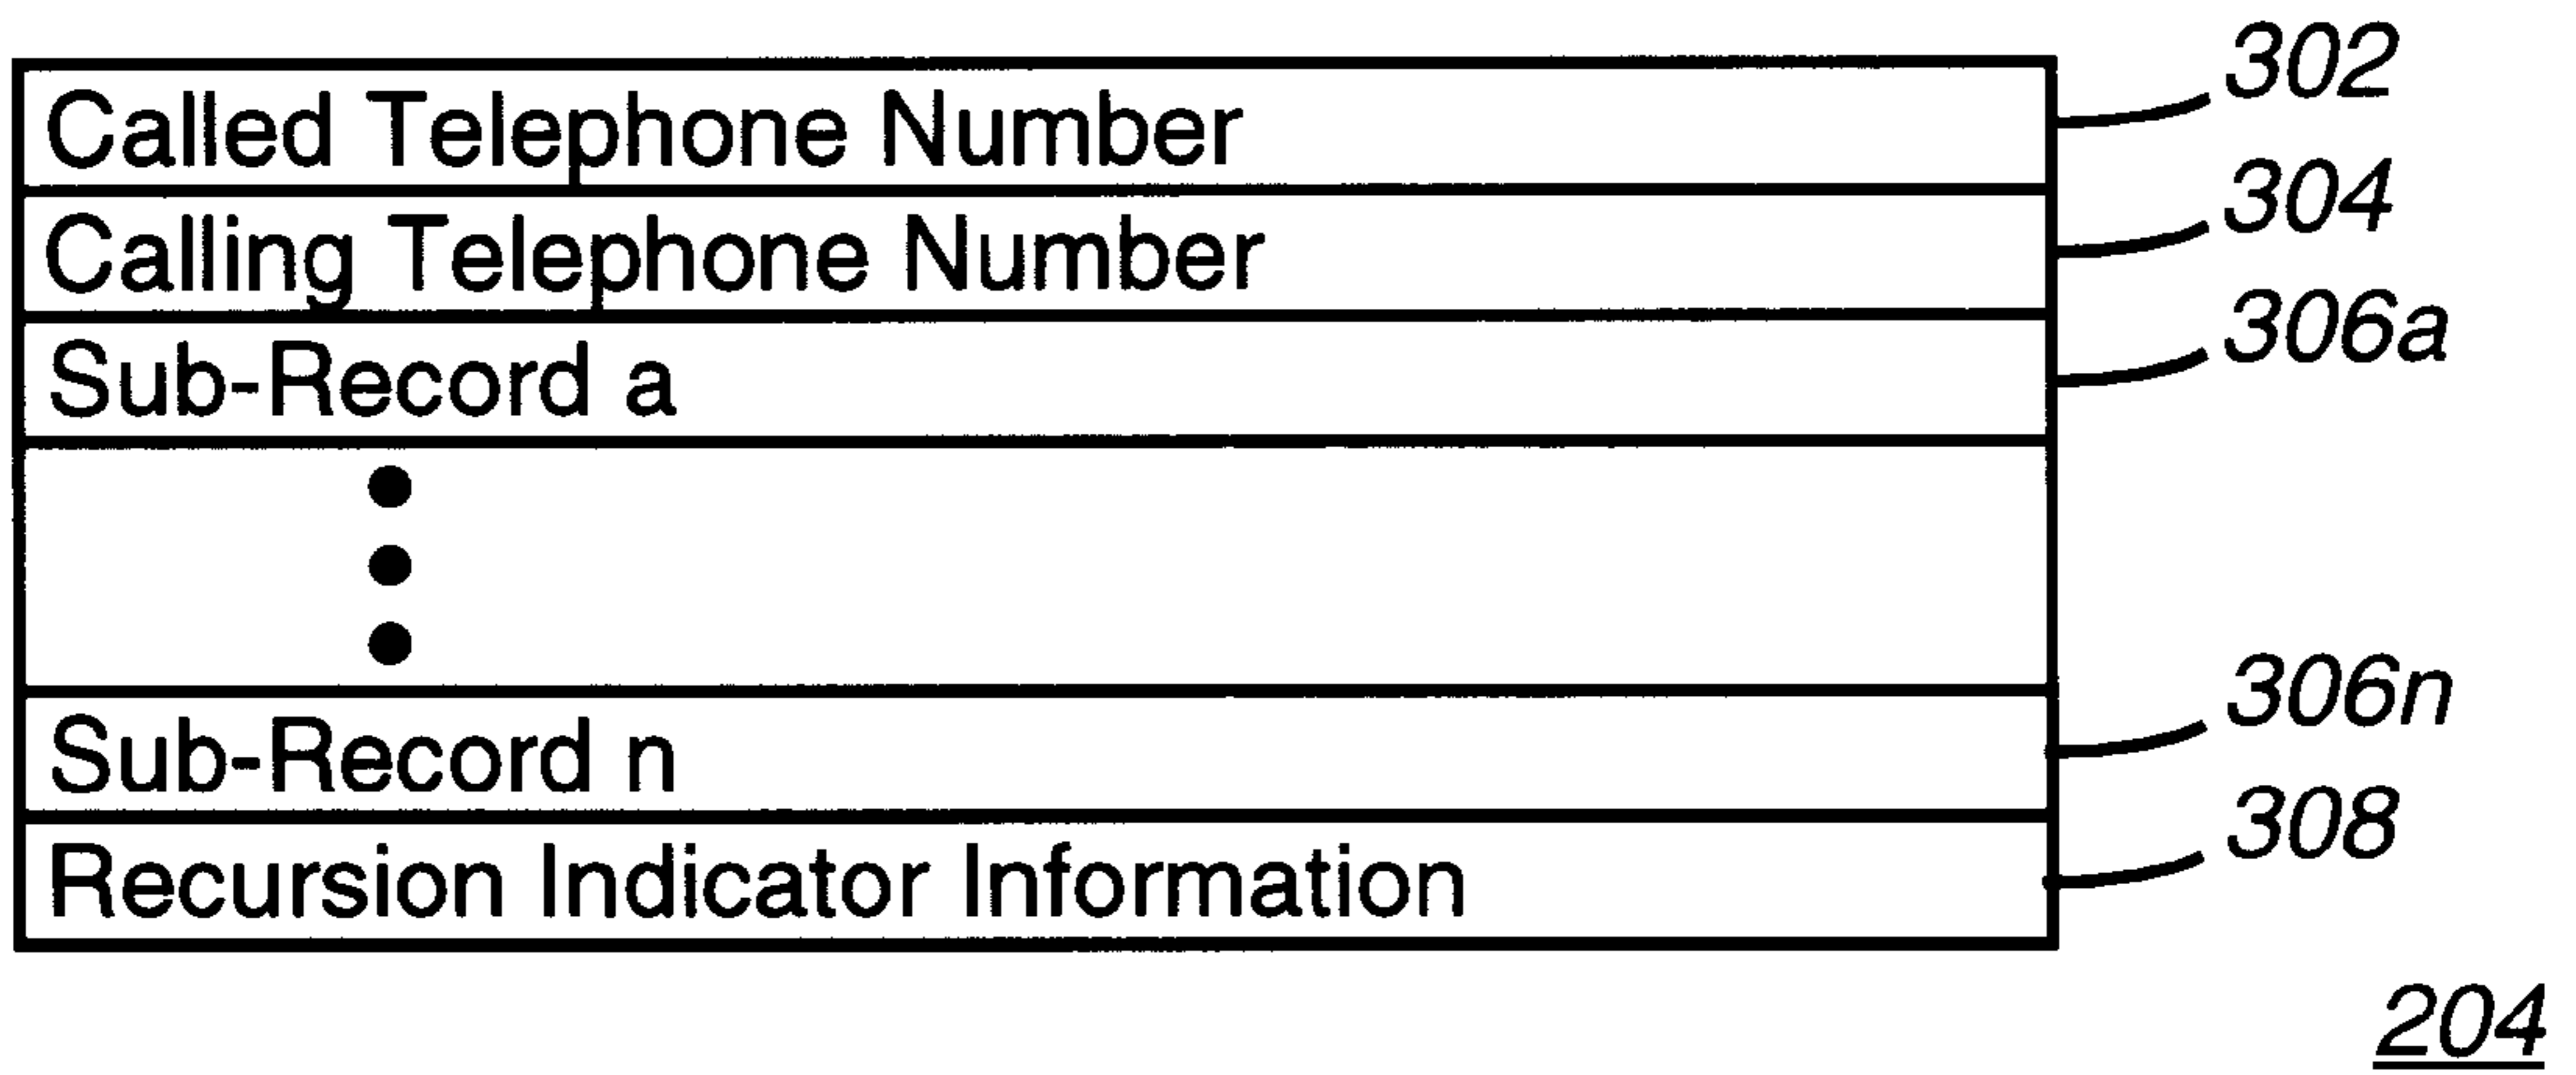 Called Telephone Number 302
Calling Telephone Number 304
Sub-Record a 306a
Sub-Record n 306n
Recursion Indicator Information 308
204